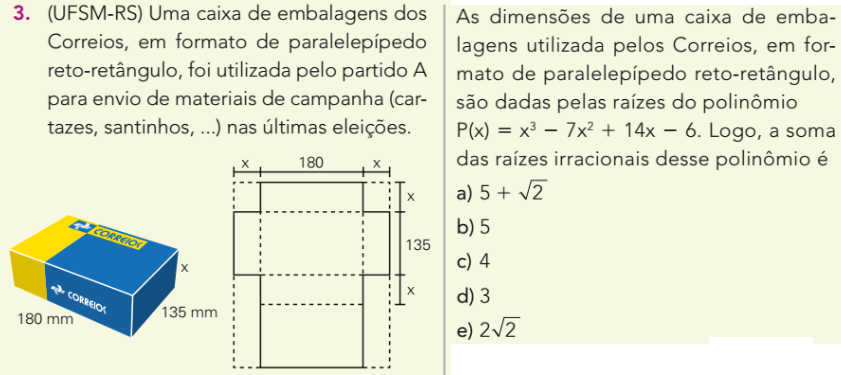 3. (UFSM-RS) Uma caixa de embalagens dos
Correios, em formato de paralelepípedo
reto-retângulo, foi utilizada pelo partido A
para envio de materiais de campanha (car-
tazes, santinhos, ...) nas últimas eleições.
x 180 x
x
135
x
CORREIOS
CORREIOS
x
180 mm
135 mm
As dimensões de uma caixa de emba-
lagens utilizada pelos Correios, em for-
mato de paralelepípedo reto-retângulo,
são dadas pelas raízes do polinômio
P(x) = x³ − 7x² + 14x − 6. Logo, a soma
das raízes irracionais desse polinômio é
a) 5 + √2
b) 5
c) 4
d) 3
e) 2√2